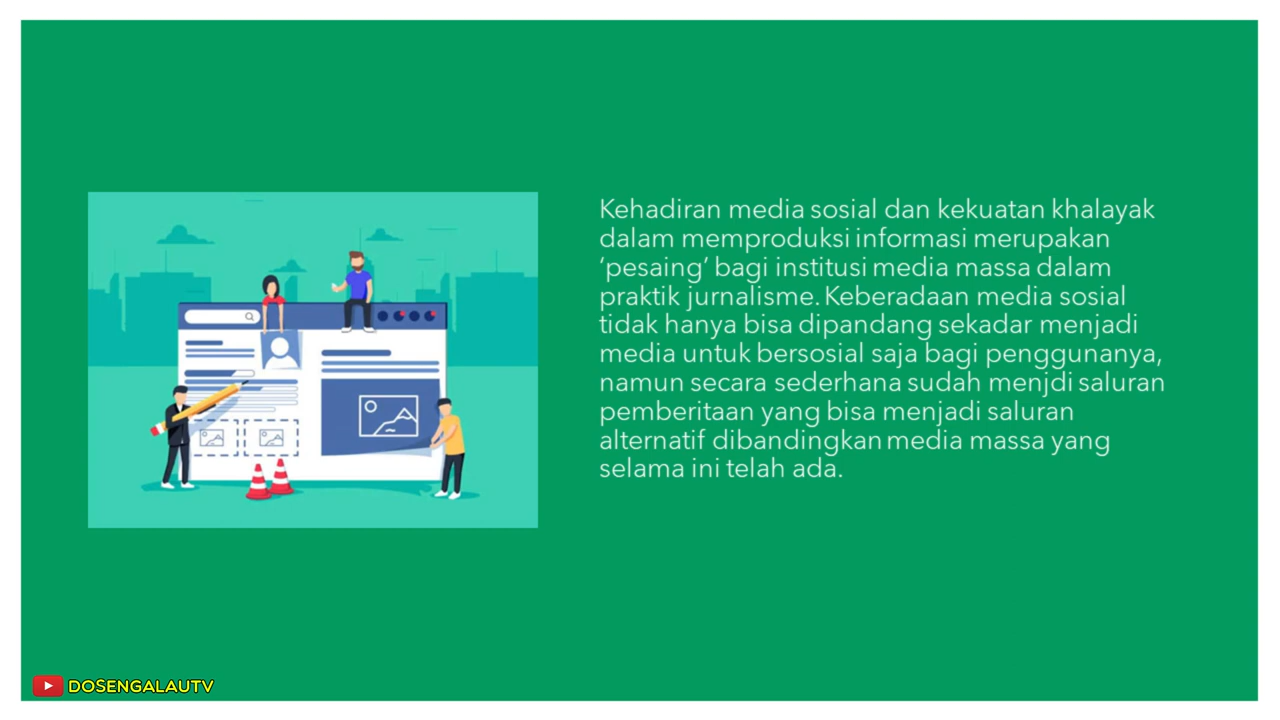 Kehadiran media sosial dan kekuatan khalayak
dalam memproduksi informasi merupakan
‘pesaing’ bagi institusi media massa dalam
praktik jurnalisme. Keberadaan media sosial
tidak hanya bisa dipandang sekadar menjadi
media untuk bersosial saja bagi penggunanya,
namun secara sederhana sudah menjdi saluran
pemberitaan yang bisa menjadi saluran
alternatif dibandingkan media massa yang
selama ini telah ada.
DOSENGALAUTV